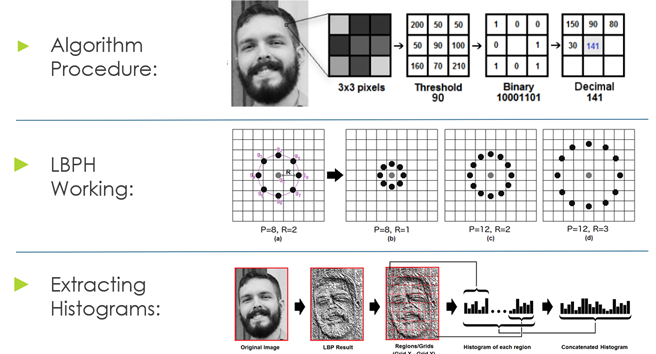 Algorithm
Procedure:
200 50 50
50 90 100
160 70 210
1 0 0
0 1
1 0 1
150 90 80
30 141
3x3 pixels
Threshold
90
Binary
10001101
Decimal
141
LBPH
Working:
R
P=8, R=2
(a)
P=8, R=1
(b)
P=12, R=2
(c)
P=12, R=3
(d)
Extracting
Histograms:
Original Image
LBP Result
Regions/Grids
Histogram of each region
Concatenated Histogram